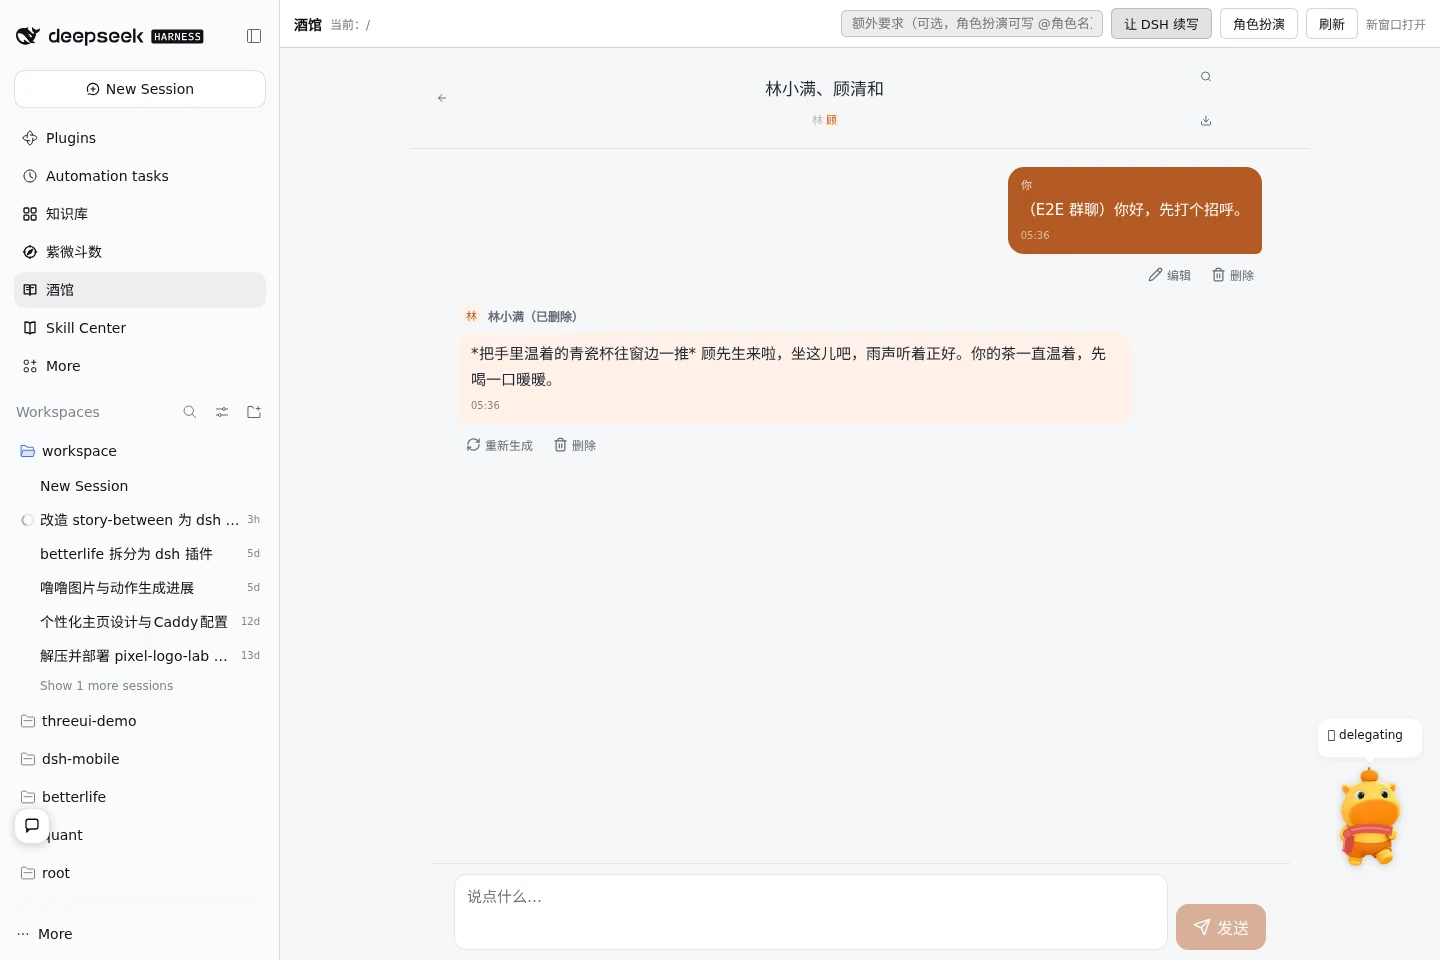 deepseek HARNESS
New Session
Plugins
Automation tasks
知识库
紫微斗数
酒馆
Skill Center
More
Workspaces
workspace
New Session
改造 story-between 为 dsh ... 3h
betterlife 拆分为 dsh 插件 5d
噜噜图片与动作生成进展 5d
个性化主页设计与Caddy配置 12d
解压并部署 pixel-logo-lab ... 13d
Show 1 more sessions
threeui-demo
dsh-mobile
betterlife
quant
root
More
酒馆 当前：/
额外要求（可选，角色扮演可写 @角色名
让 DSH 续写
角色扮演
刷新
新窗口打开
林小满、顾清和
林 顾
你
（E2E 群聊）你好，先打个招呼。
05:36
编辑 删除
林 林小满（已删除）
*把手里温着的青瓷杯往窗边一推* 顾先生来啦，坐这儿吧，雨声听着正好。你的茶一直温着，先
喝一口暖暖。
05:36
重新生成 删除
delegating
说点什么...
发送